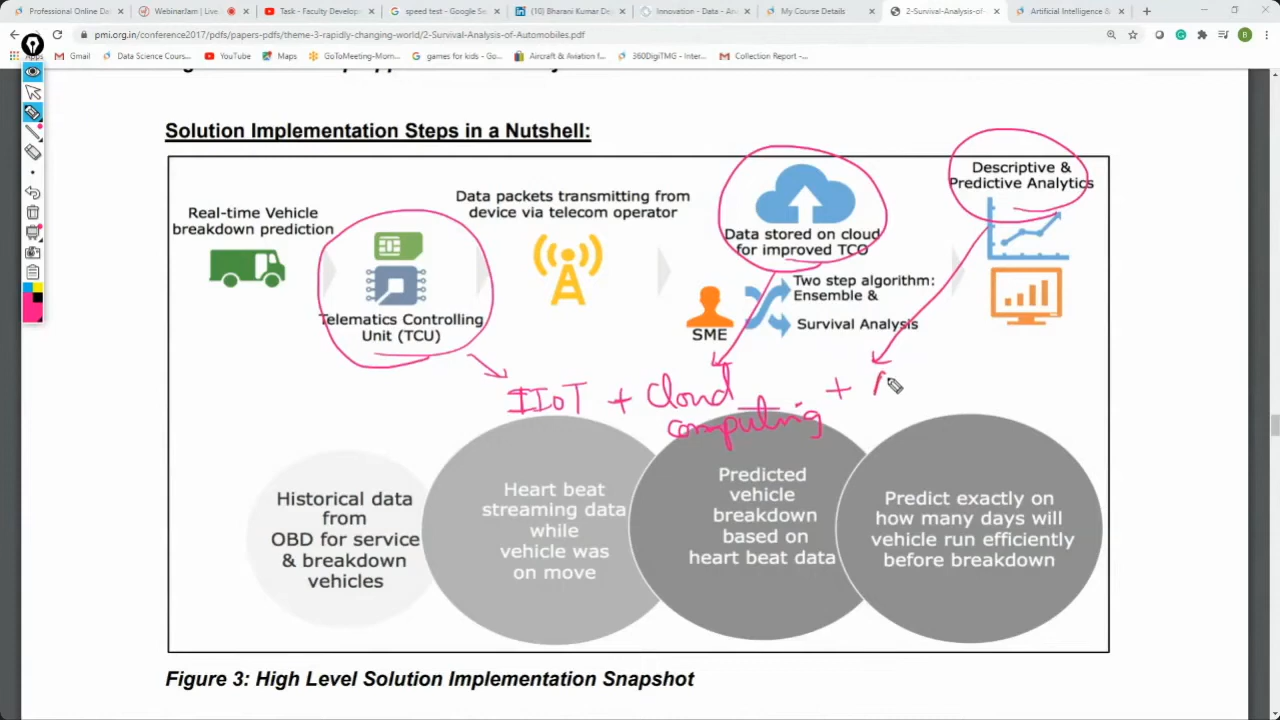 Professional Online Da
WebinarJam |
Task - Faculty Develop
speed test - Google Se
(10) Bharani Kumar De
Innovation - Data - An
My Course Details
2-Survival-Analysis-of-
Artificial Intelligence &
pmi.org.in/conference2017/pdfs/papers-pdfs/theme-3-rapidly-changing-world/2-Survival-Analysis-of-Automobiles.pdf
Apps
Gmail
Data Science Cours...
YouTube
Maps
GoToMeeting-Mom...
games for kids - Go...
Aircraft & Aviation f...
360DigiTMG - Inter...
Collection Report -...
Solution Implementation Steps in a Nutshell:
Real-time Vehicle
breakdown prediction
Telematics Controlling
Unit (TCU)
Data packets transmitting from
device via telecom operator
Data stored on cloud
for improved TCO
SME
Two step algorithm:
Ensemble &
Survival Analysis
Descriptive &
Predictive Analytics
IIoT + Cloud computing +
Historical data
from
OBD for service
& breakdown
vehicles
Heart beat
streaming data
while
vehicle was
on move
Predicted
vehicle
breakdown
based on
heart beat data
Predict exactly on
how many days will
vehicle run efficiently
before breakdown
Figure 3: High Level Solution Implementation Snapshot